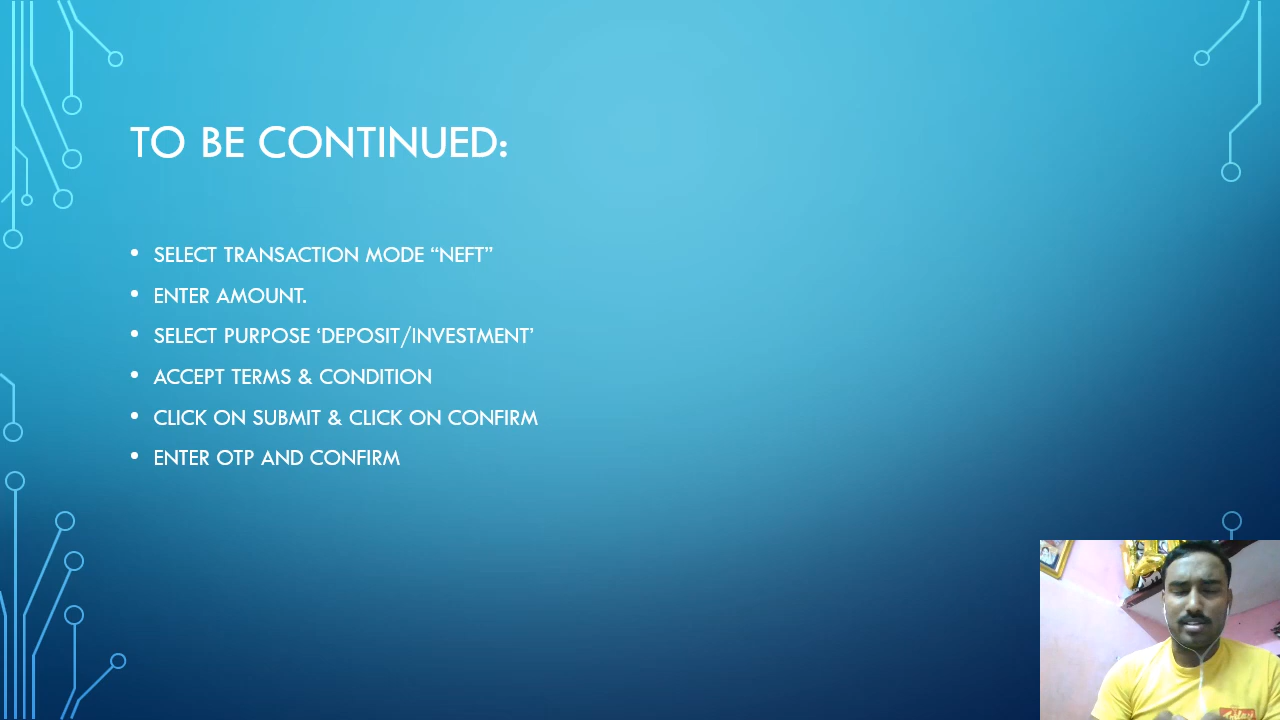 TO BE CONTINUED:
• SELECT TRANSACTION MODE “NEFT”
• ENTER AMOUNT.
• SELECT PURPOSE ‘DEPOSIT/INVESTMENT’
• ACCEPT TERMS & CONDITION
• CLICK ON SUBMIT & CLICK ON CONFIRM
• ENTER OTP AND CONFIRM